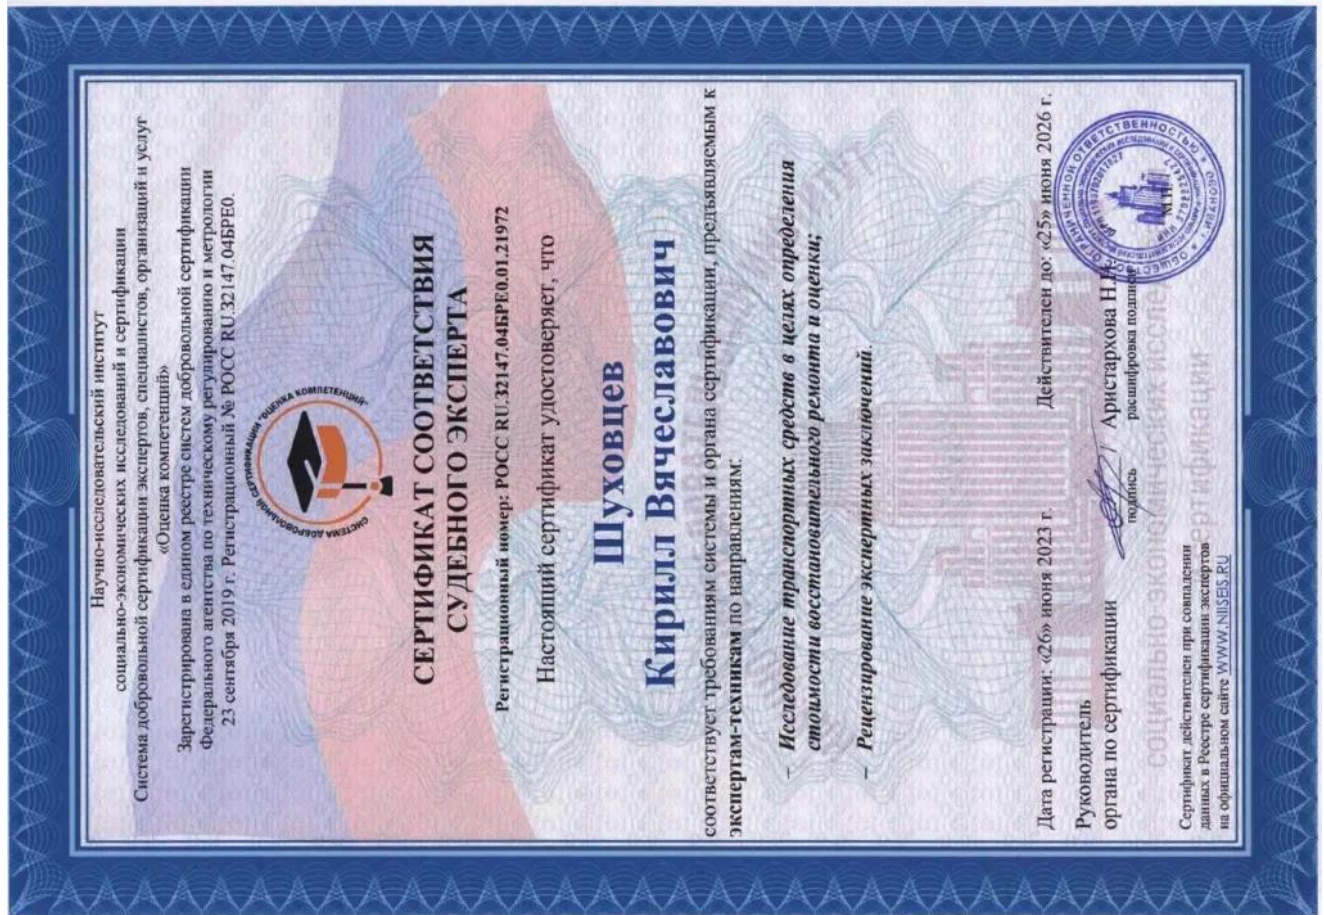 Научно-исследовательский институт
социально-экономических исследований и сертификации
Система добровольной сертификации экспертов, специалистов, организаций и услуг
«Оценка компетенций»
Зарегистрирована в едином реестре систем добровольной сертификации
Федерального агентства по техническому регулированию и метрологии
23 сентября 2019 г. Регистрационный № РОСС RU.32147.04БРЕ0.
СИСТЕМА ДОБРОВОЛЬНОЙ СЕРТИФИКАЦИИ "ОЦЕНКА КОМПЕТЕНЦИЙ"
СЕРТИФИКАТ СООТВЕТСТВИЯ
СУДЕБНОГО ЭКСПЕРТА
Регистрационный номер: РОСС RU.32147.04БРЕ0.01.21972
Настоящий сертификат удостоверяет, что
Шуховцев
Кирилл Вячеславович
соответствует требованиям системы и органа сертификации, предъявляемым к
экспертам-техникам по направлениям:
– Исследование транспортных средств в целях определения
стоимости восстановительного ремонта и оценки;
– Рецензирование экспертных заключений.
Дата регистрации: «26» июня 2023 г. Действителен до: «25» июня 2026 г.
Руководитель
органа по сертификации Аристархова Н.И.
подпись расшифровка подписи
М.П.
Сертификат действителен при совпадении
данных в Реестре сертификации экспертов
на официальном сайте WWW.NIISEIS.RU